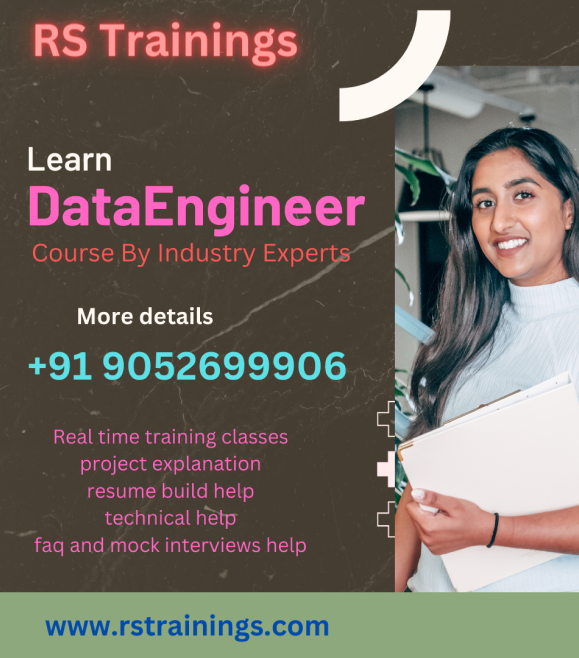 RS Trainings
Learn
DataEngineer
Course By Industry Experts
More details
+91 9052699906
Real time training classes
project explanation
resume build help
technical help
faq and mock interviews help
www.rstrainings.com